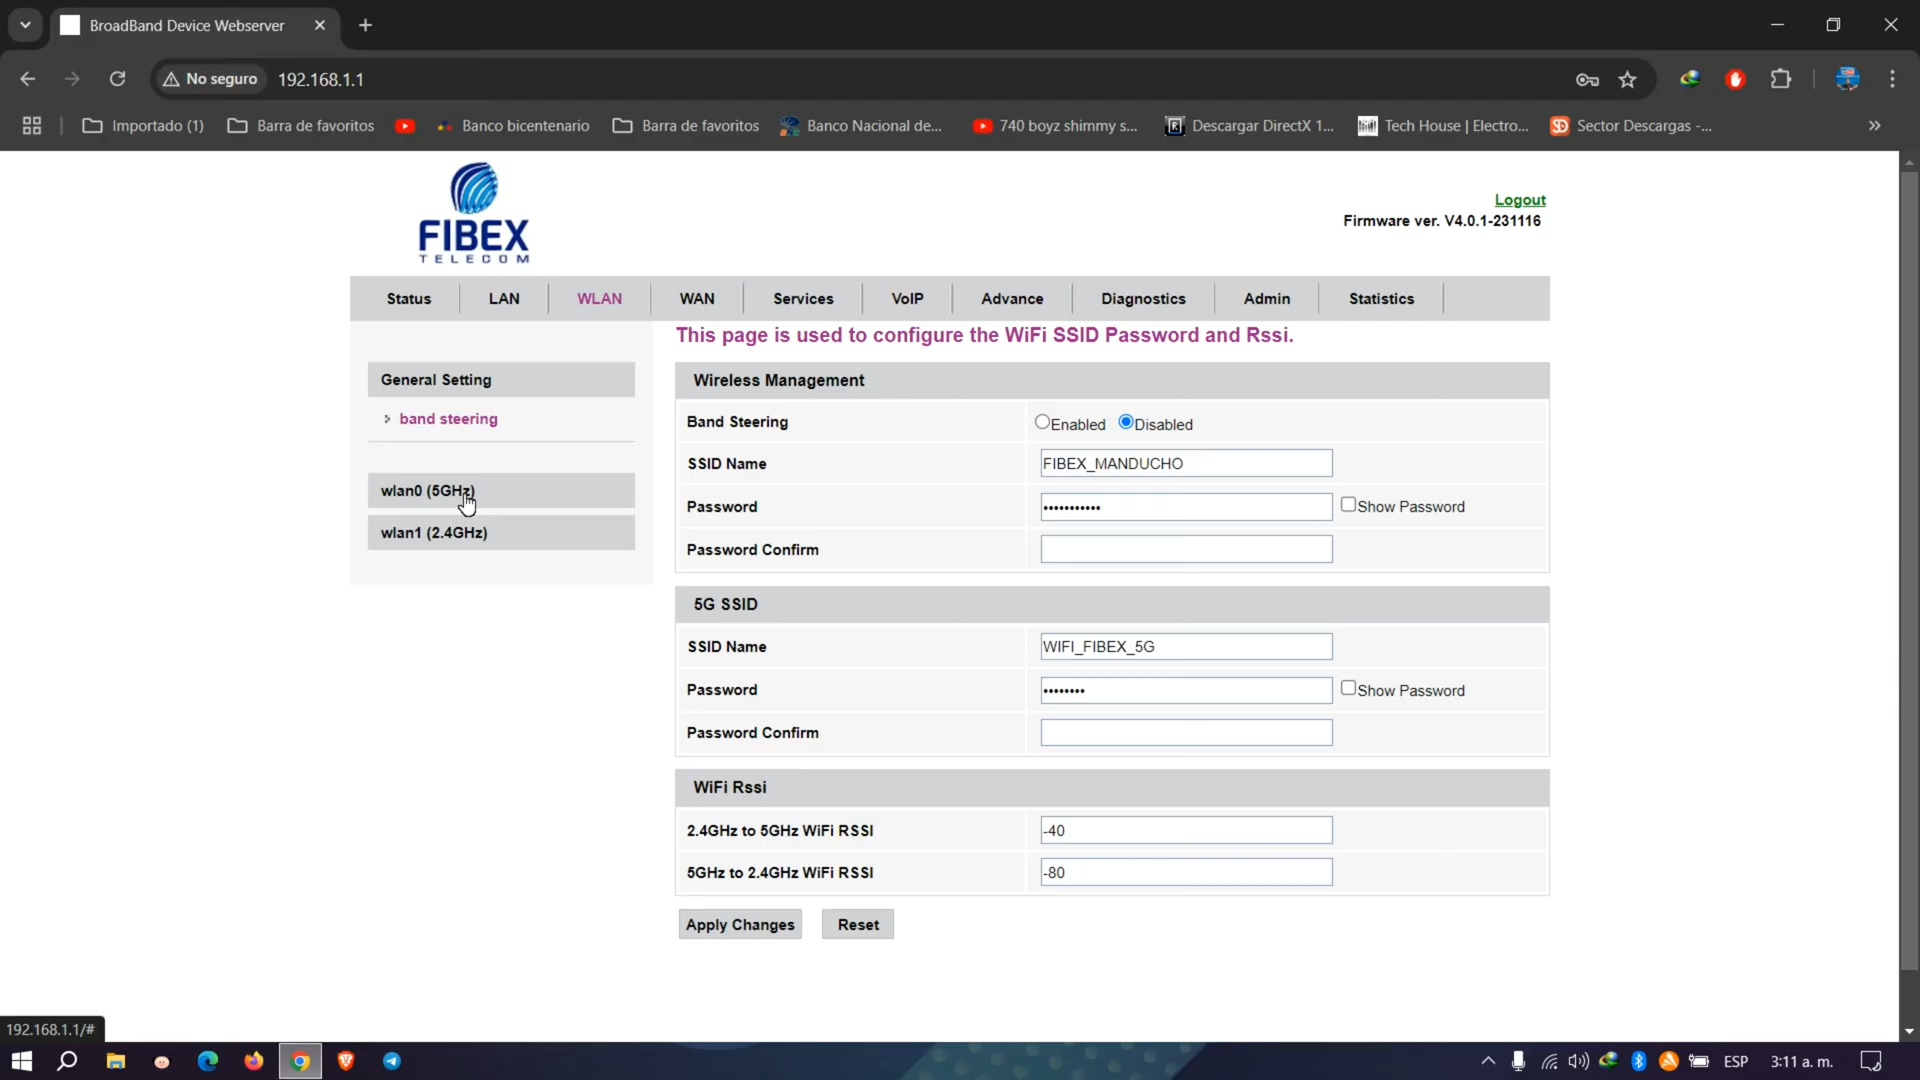 BroadBand Device Webserver
No seguro
192.168.1.1
Importado (1)
Barra de favoritos
Banco bicentenario
Barra de favoritos
Banco Nacional de...
740 boyz shimmy s...
Descargar DirectX 1...
Tech House | Electro...
SD
Sector Descargas -...
FIBEX
TELECOM
Logout
Firmware ver. V4.0.1-231116
Status
LAN
WLAN
WAN
Services
VoIP
Advance
Diagnostics
Admin
Statistics
General Setting
band steering
wlan0 (5GHz)
wlan1 (2.4GHz)
This page is used to configure the WiFi SSID Password and Rssi.
Wireless Management
Band Steering
Enabled Disabled
SSID Name
FIBEX_MANDUCHO
Password
•••••••••••
Show Password
Password Confirm
5G SSID
SSID Name
WIFI_FIBEX_5G
Password
••••••••
Show Password
Password Confirm
WiFi Rssi
2.4GHz to 5GHz WiFi RSSI
-40
5GHz to 2.4GHz WiFi RSSI
-80
Apply Changes
Reset
192.168.1.1/#
ESP
3:11 a. m.